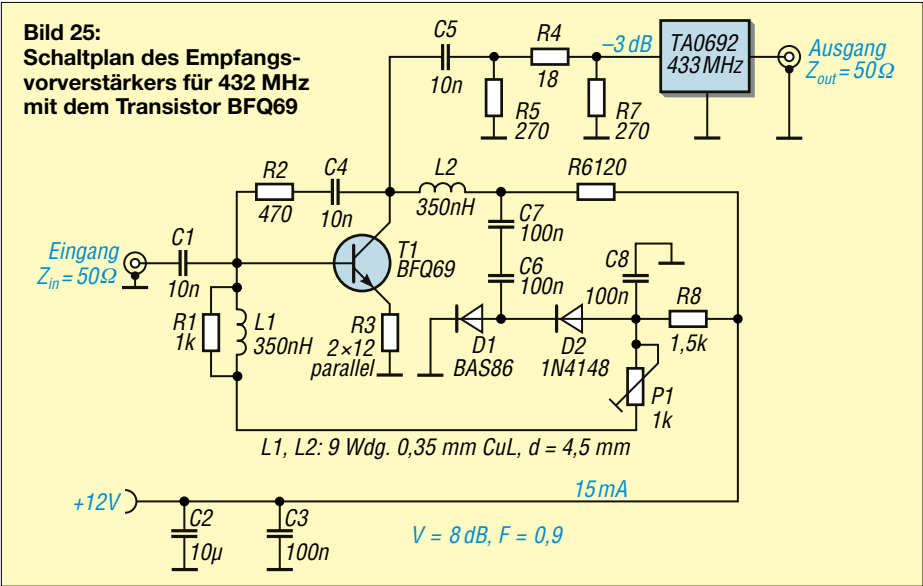 Bild 25:
Schaltplan des Empfangs-
vorverstärkers für 432 MHz
mit dem Transistor BFQ69
C5
10n
R4
18
–3 dB
TA0692
433 MHz
Ausgang
Zout = 50Ω
R5
270
R7
270
R2
470
C4
10n
L2
350nH
R6120
C7
100n
Eingang
Zin = 50Ω
C1
10n
T1
BFQ69
C6
100n
C8
100n
R8
1,5k
R1
1k
L1
350nH
R3
2×12
parallel
D1
BAS86
D2
1N4148
P1
1k
L1, L2: 9 Wdg. 0,35 mm CuL, d = 4,5 mm
+12V
15 mA
C2
10µ
C3
100n
V = 8 dB, F = 0,9